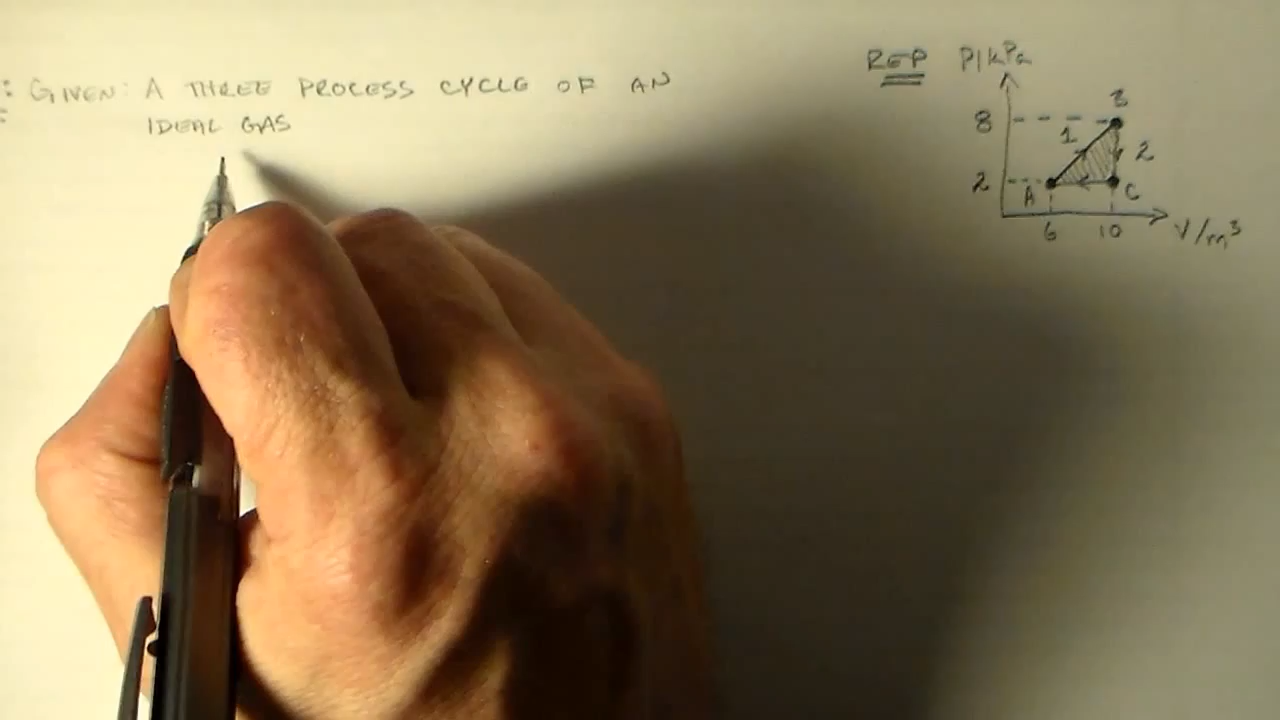 : GIVEN: A THREE PROCESS CYCLE OF AN
IDEAL GAS
REP P/kPa
8
2
1
2
A
B
C
6 10 V/m³